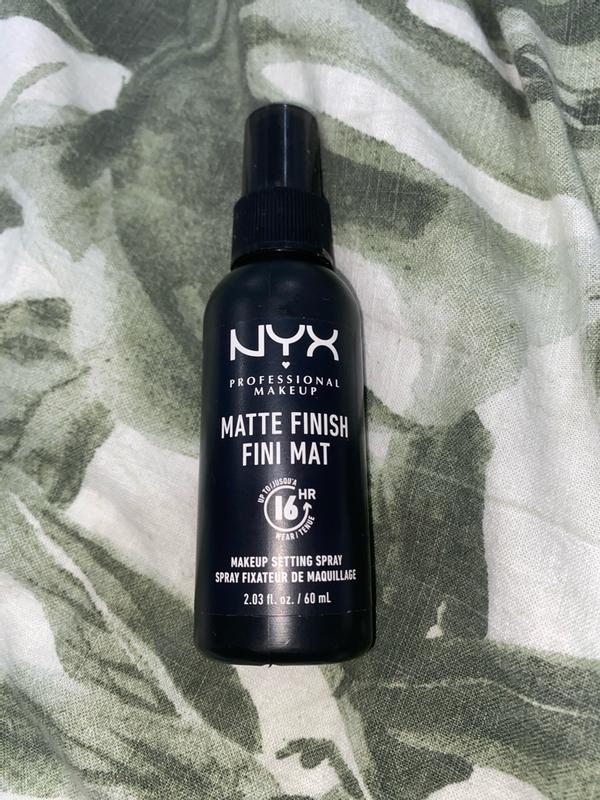 NYX
PROFESSIONAL
MAKEUP
MATTE FINISH
FINI MAT
UP TO / JUSQU'A
16 HR
WEAR / TENUE
MAKEUP SETTING SPRAY
SPRAY FIXATEUR DE MAQUILLAGE
2.03 fl. oz. / 60 mL